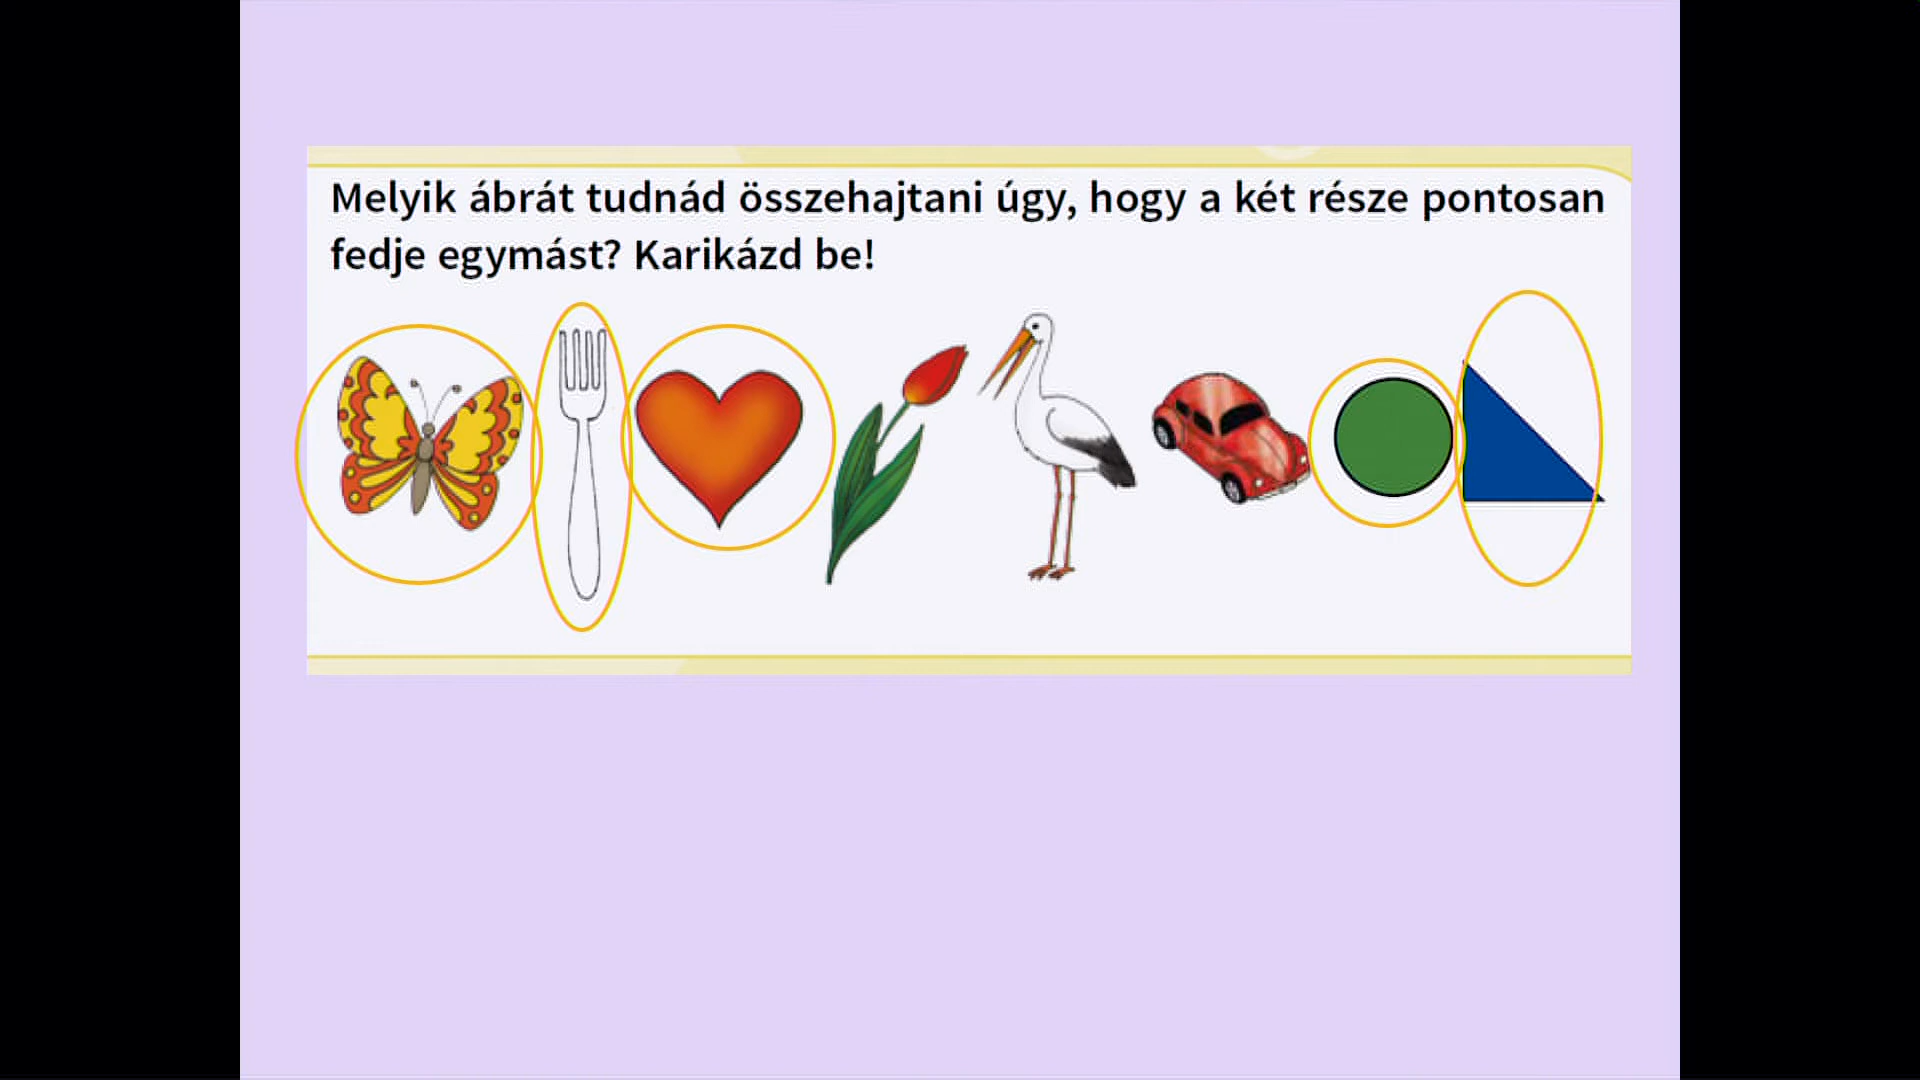 Melyik ábrát tudnád összehajtani úgy, hogy a két része pontosan
fedje egymást? Karikázd be!